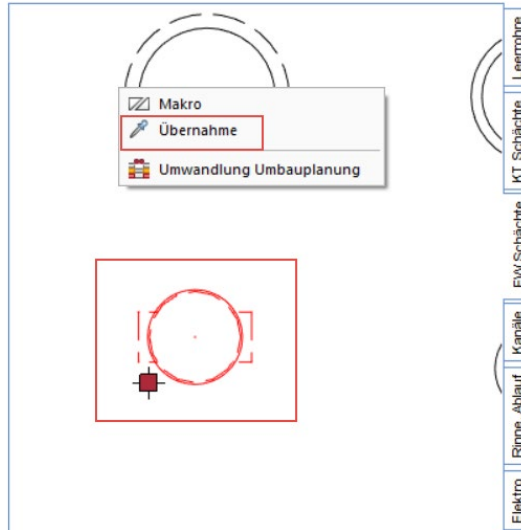 Makro
Übernahme
Umwandlung Umbauplanung
Leerrohre
KT Schächte
EW Schächte
Kanäle
Rinne, Ablauf
Elektro